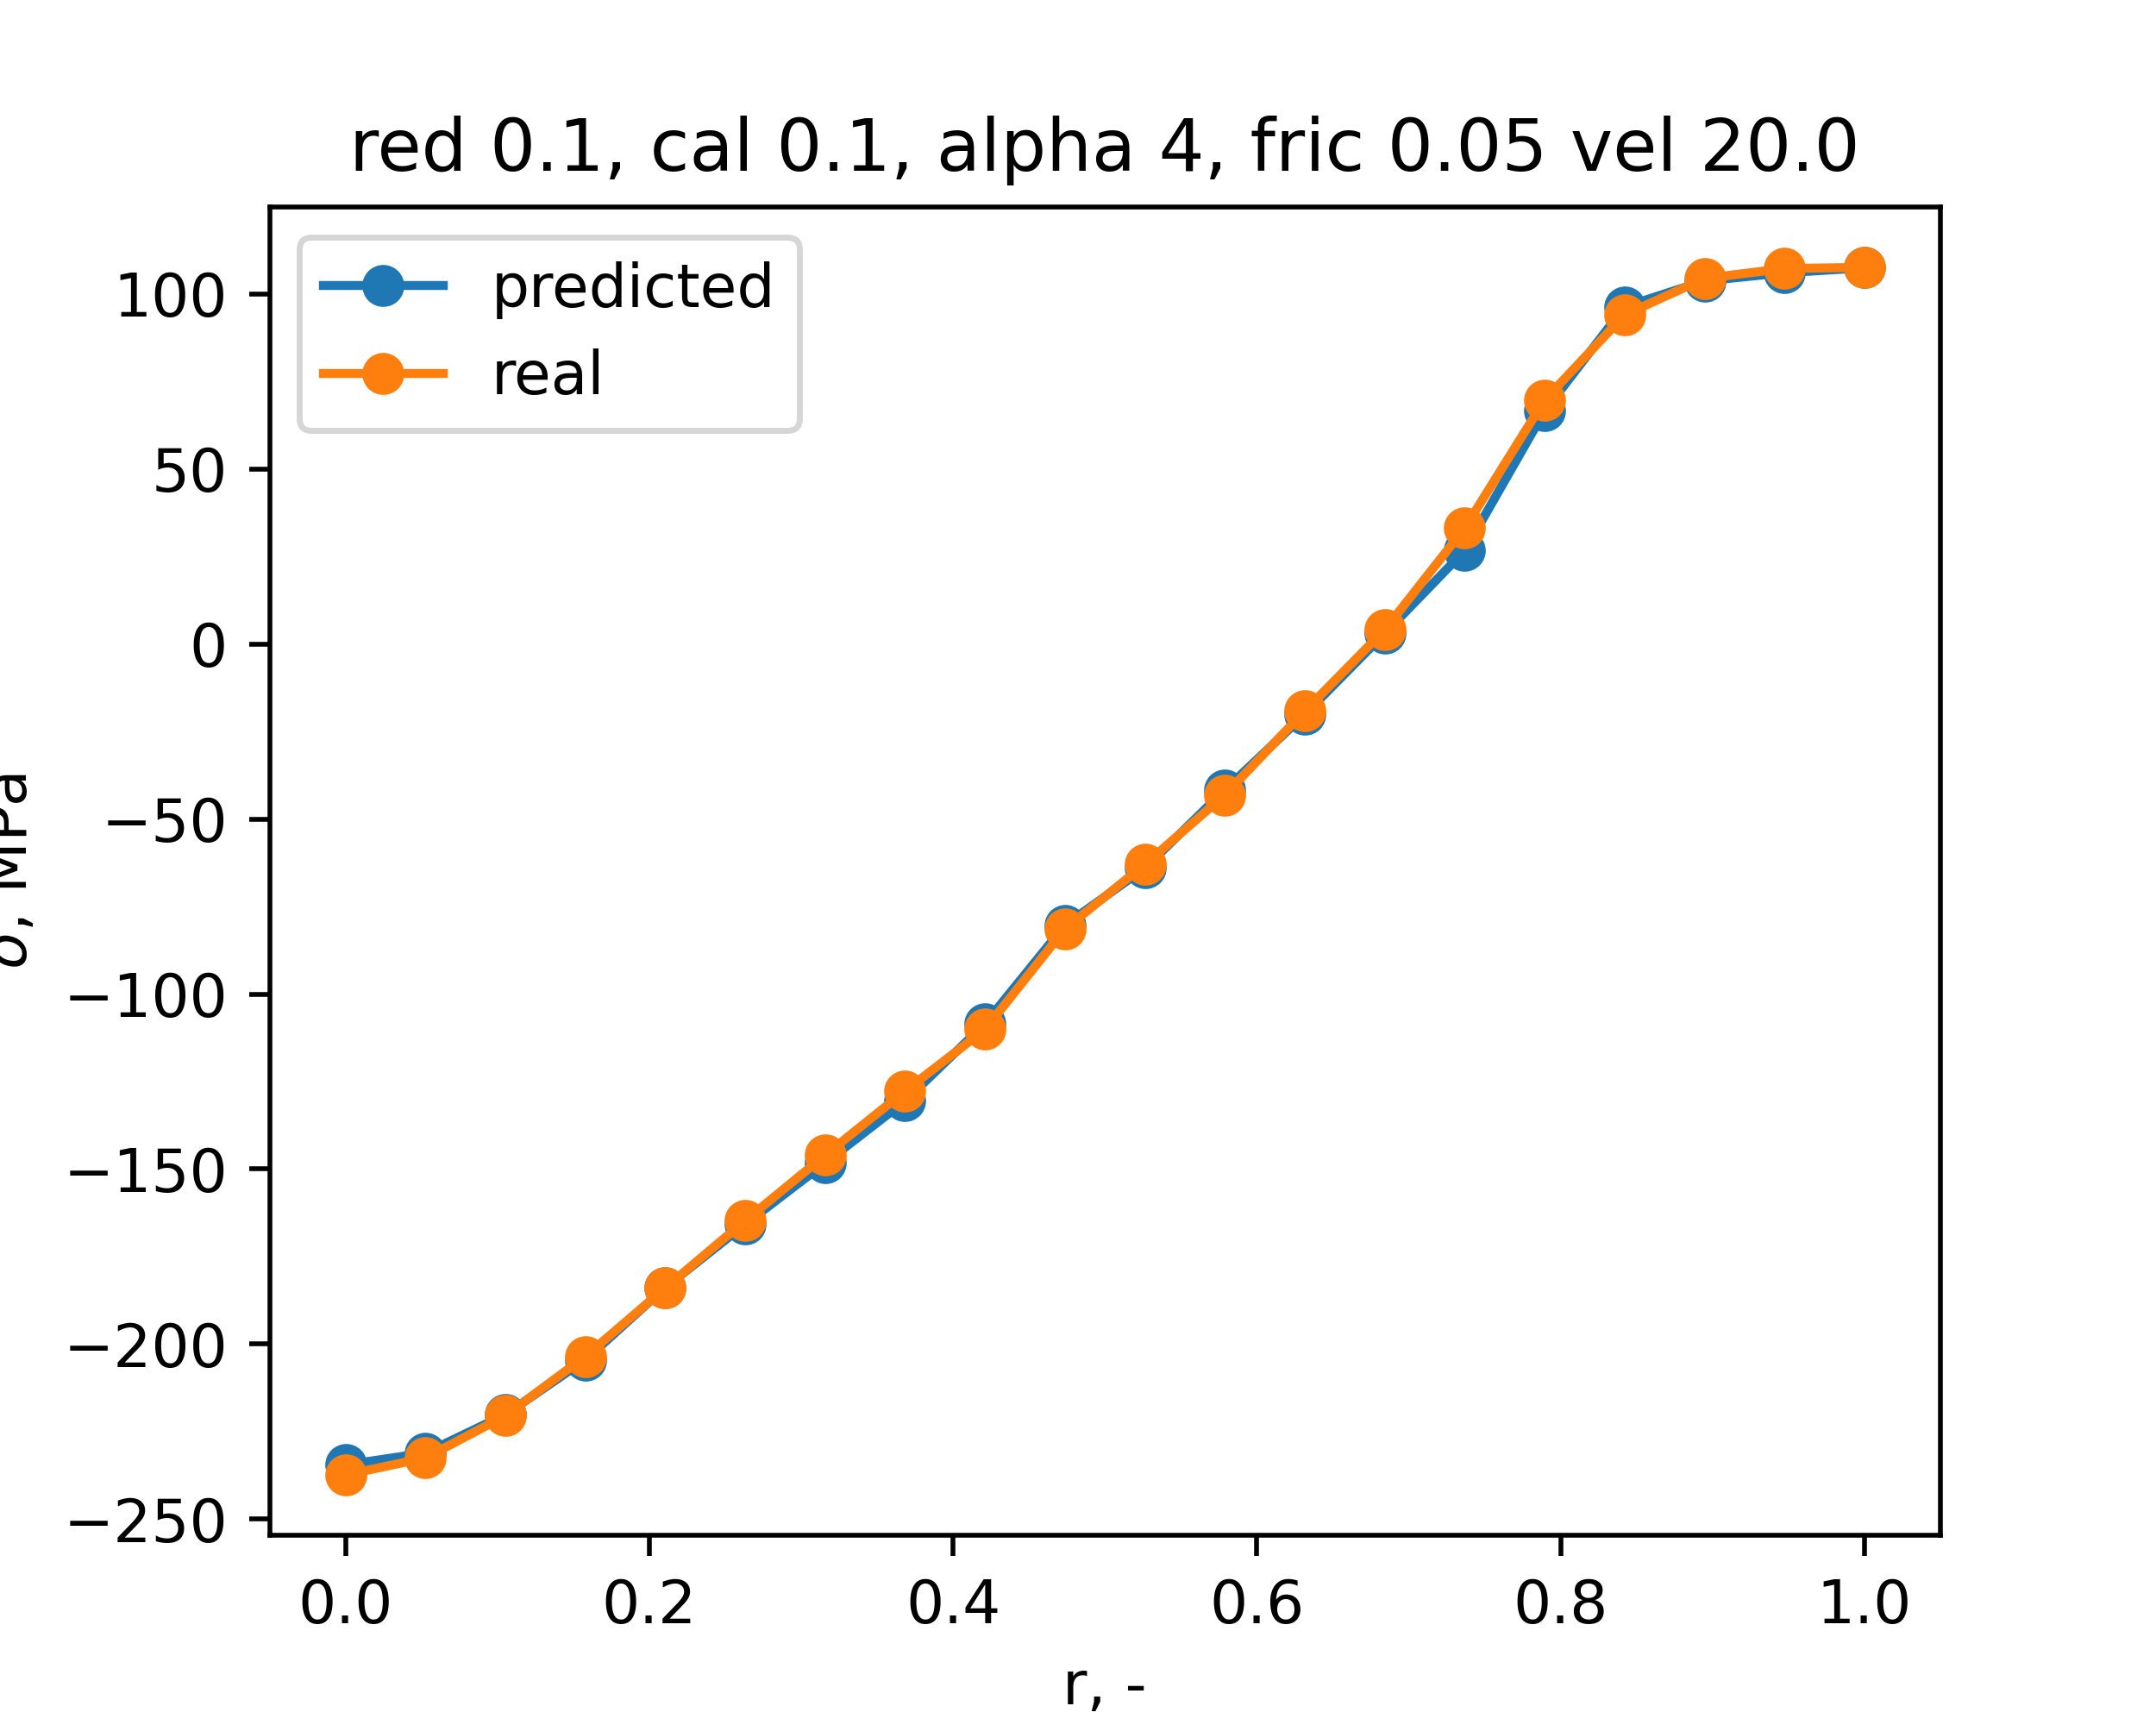 red 0.1, cal 0.1, alpha 4, fric 0.05 vel 20.0
predicted
real
100
50
0
−50
−100
−150
−200
−250
σ, MPa
0.0 0.2 0.4 0.6 0.8 1.0
r, -